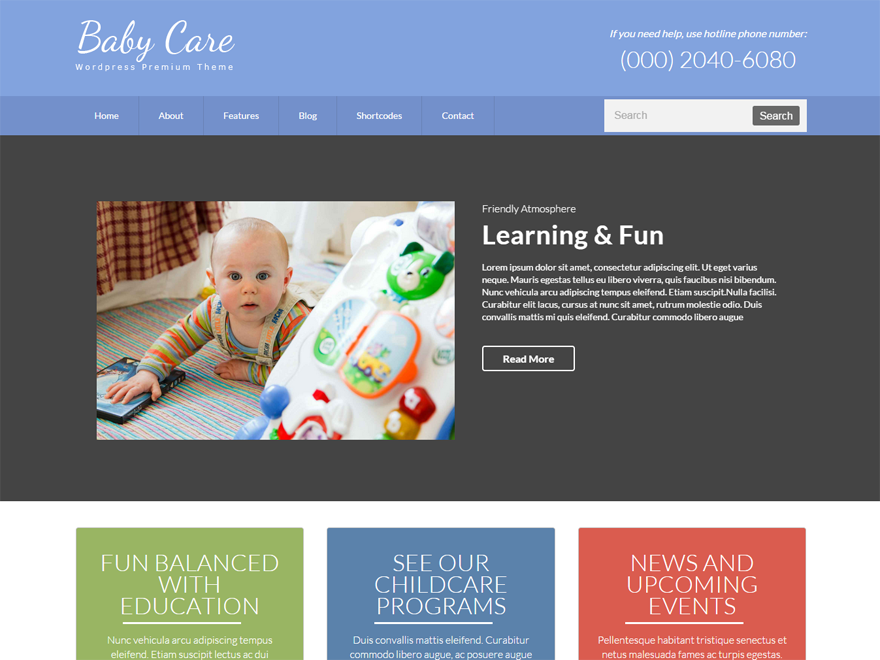 Baby Care
Wordpress Premium Theme
If you need help, use hotline phone number:
(000) 2040-6080
Home About Features Blog Shortcodes Contact
Search Search
Friendly Atmosphere
Learning & Fun
Lorem ipsum dolor sit amet, consectetur adipiscing elit. Ut eget varius
neque. Mauris egestas tellus eu libero viverra, quis faucibus nisi bibendum.
Nunc vehicula arcu adipiscing tempus eleifend. Etiam suscipit.Nulla facilisi.
Curabitur elit lacus, cursus at nunc sit amet, rutrum molestie odio. Duis
convallis mattis mi quis eleifend. Curabitur commodo libero augue
Read More
FUN BALANCED
WITH
EDUCATION
Nunc vehicula arcu adipiscing tempus
eleifend. Etiam suscipit lectus ac dui
SEE OUR
CHILDCARE
PROGRAMS
Duis convallis mattis eleifend. Curabitur
commodo libero augue, ac posuere augue
NEWS AND
UPCOMING
EVENTS
Pellentesque habitant tristique senectus et
netus malesuada fames ac turpis egestas.